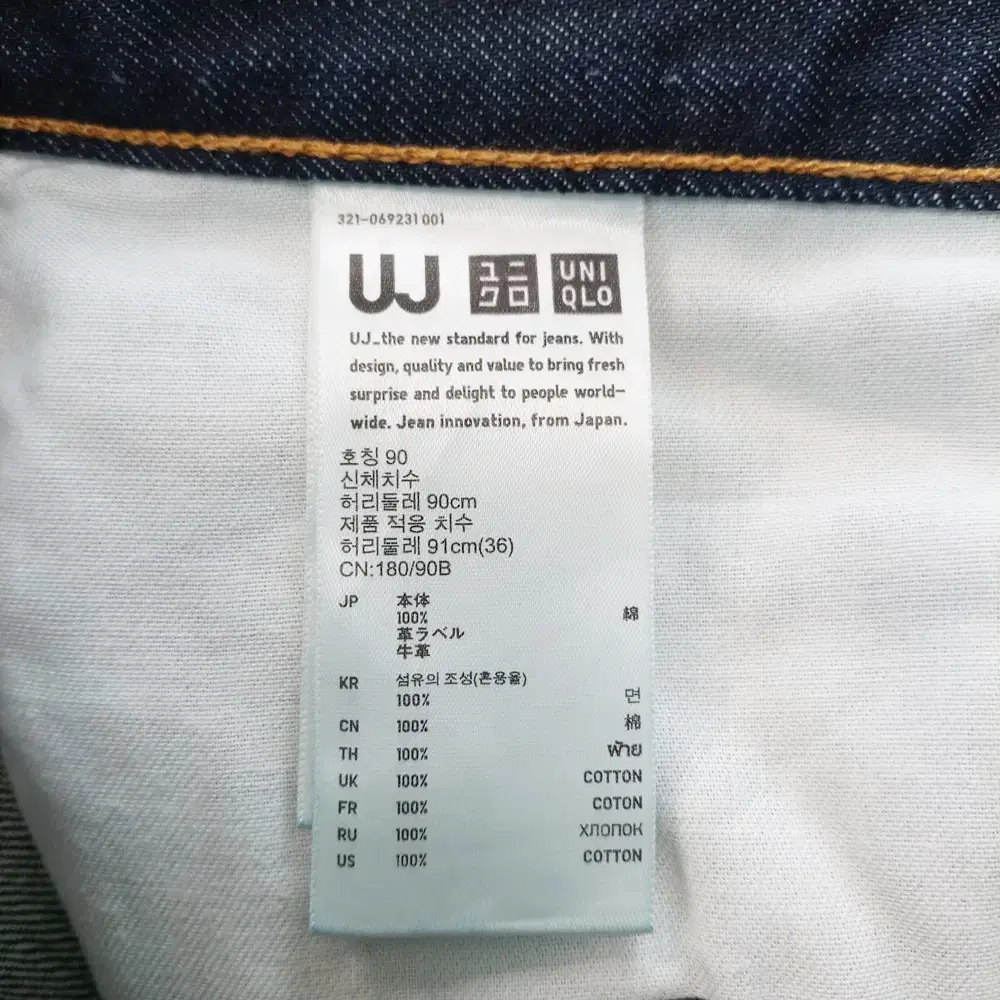 321-069231001
UJ ユニクロ UNIQLO
UJ_the new standard for jeans. With
design, quality and value to bring fresh
surprise and delight to people world-
wide. Jean innovation, from Japan.
호칭 90
신체치수
허리둘레 90cm
제품 적응 치수
허리둘레 91cm(36)
CN:180/90B
JP 本体
100% 綿
革ラベル
牛革
KR 섬유의 조성(혼용율)
100% 면
CN 100% 棉
TH 100% ฝ้าย
UK 100% COTTON
FR 100% COTON
RU 100% ХЛОПОК
US 100% COTTON